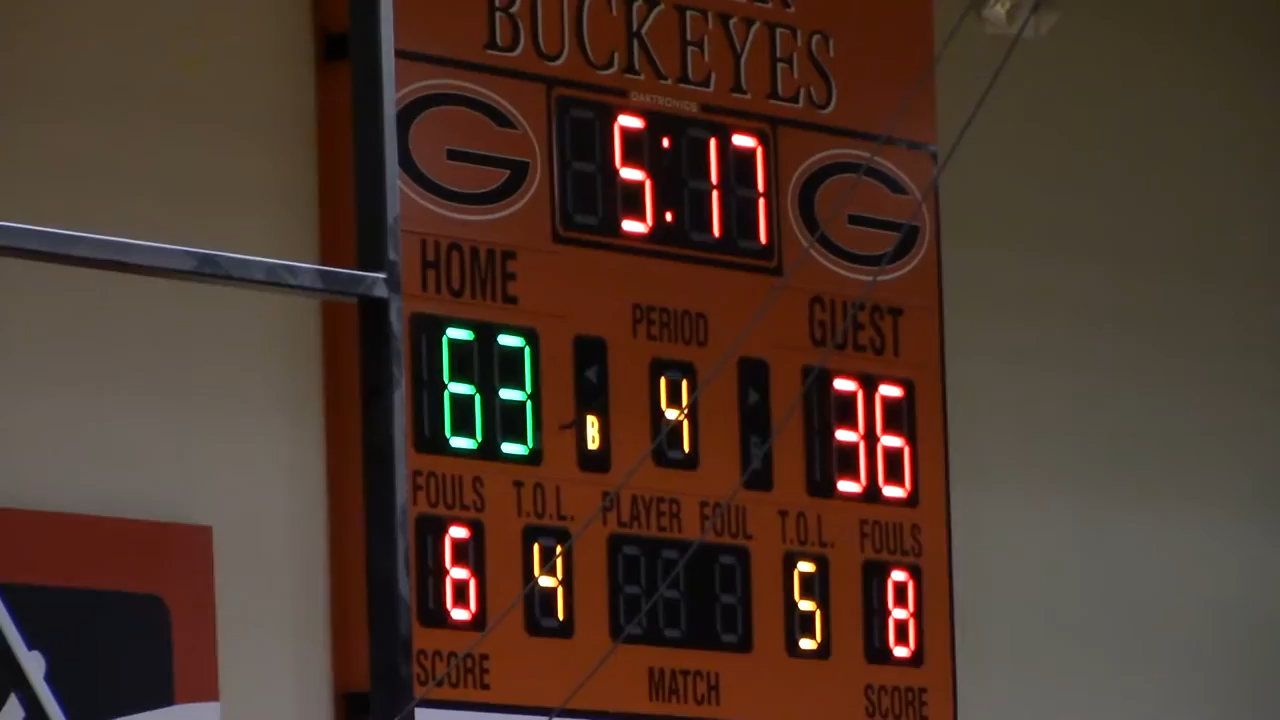 BUCKEYES
DAKTRONICS
G 5:17 G
HOME
PERIOD
GUEST
63 B 4 36
FOULS T.O.L. PLAYER FOUL T.O.L. FOULS
6 4 5 8
SCORE MATCH SCORE